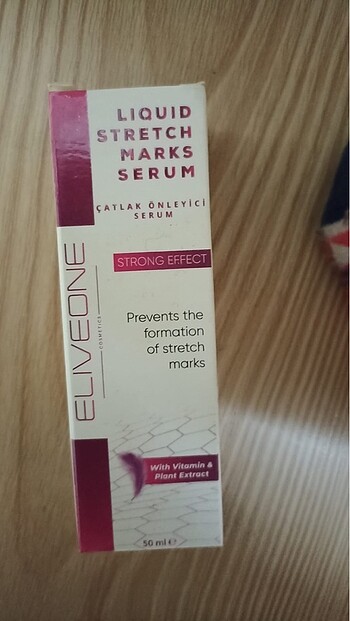 LIQUID
STRETCH
MARKS
SERUM
ÇATLAK ÖNLEYİCİ
SERUM
STRONG EFFECT
ELIVEONE
COSMETICS
Prevents the
formation
of stretch
marks
With Vitamin &
Plant Extract
50 ml ℮